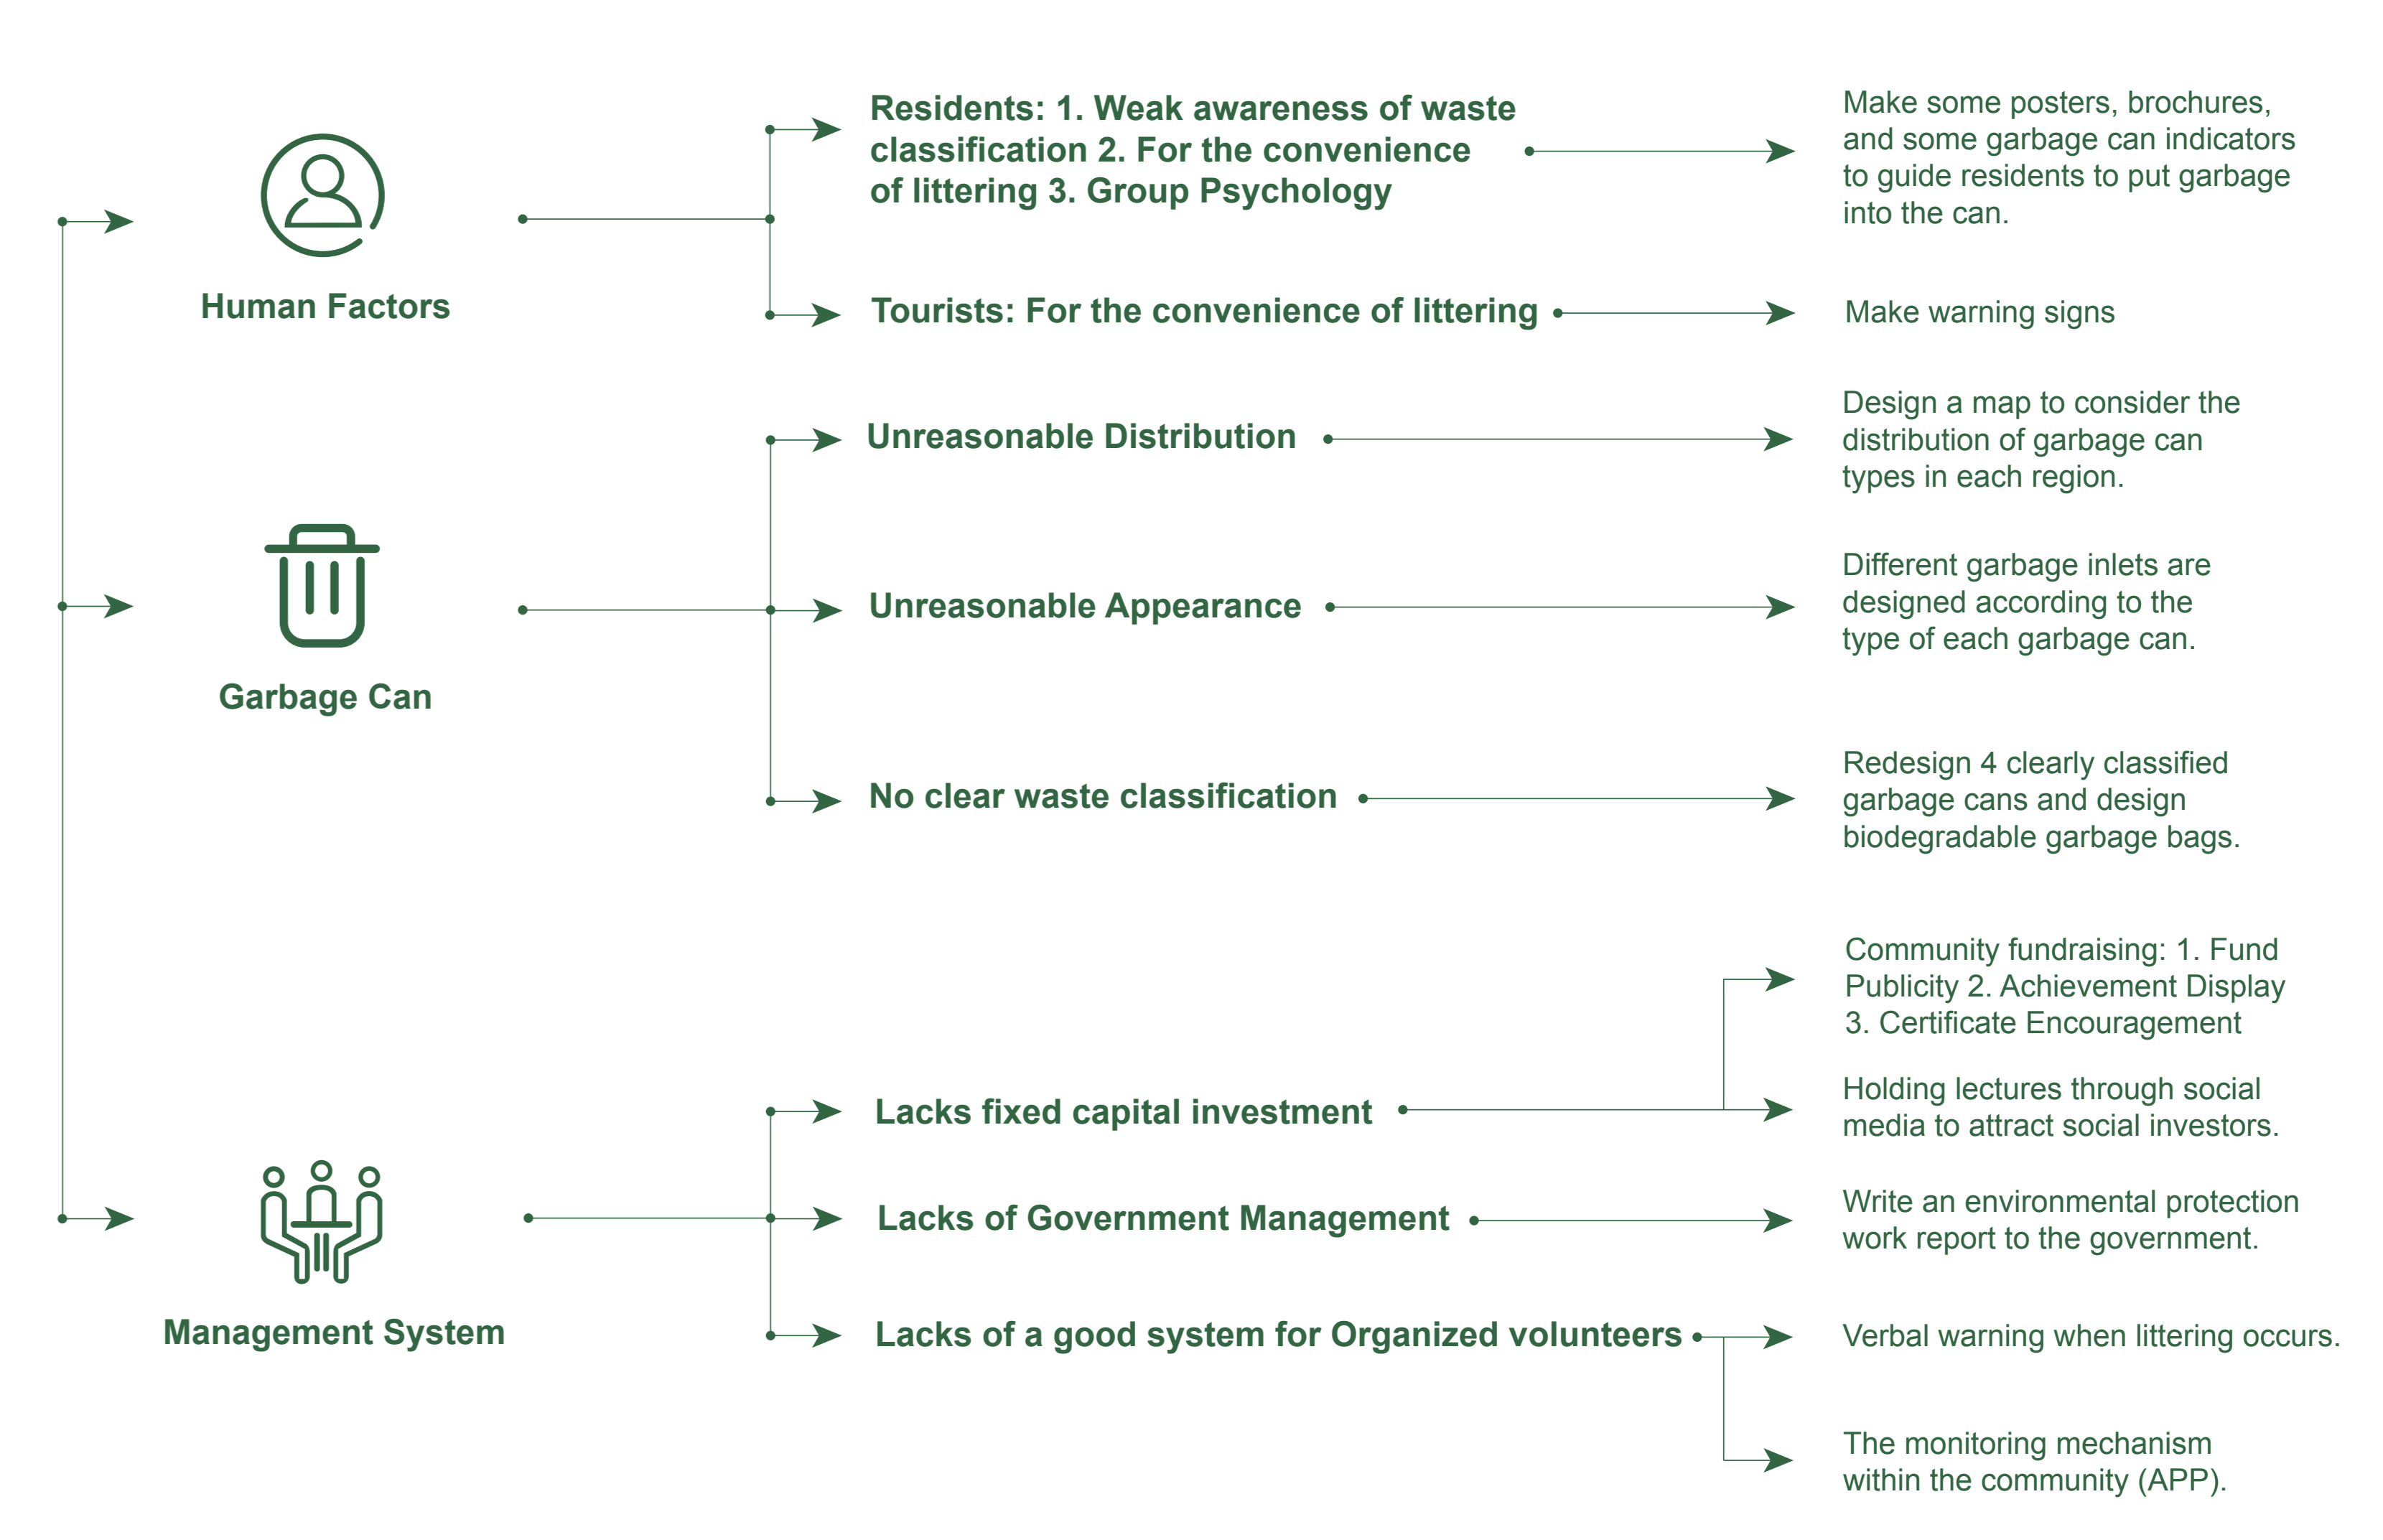 Human Factors
Residents: 1. Weak awareness of waste
classification 2. For the convenience
of littering 3. Group Psychology
Make some posters, brochures,
and some garbage can indicators
to guide residents to put garbage
into the can.
Tourists: For the convenience of littering
Make warning signs
Garbage Can
Unreasonable Distribution
Design a map to consider the
distribution of garbage can
types in each region.
Unreasonable Appearance
Different garbage inlets are
designed according to the
type of each garbage can.
No clear waste classification
Redesign 4 clearly classified
garbage cans and design
biodegradable garbage bags.
Management System
Lacks fixed capital investment
Community fundraising: 1. Fund
Publicity 2. Achievement Display
3. Certificate Encouragement
Holding lectures through social
media to attract social investors.
Lacks of Government Management
Write an environmental protection
work report to the government.
Lacks of a good system for Organized volunteers
Verbal warning when littering occurs.
The monitoring mechanism
within the community (APP).